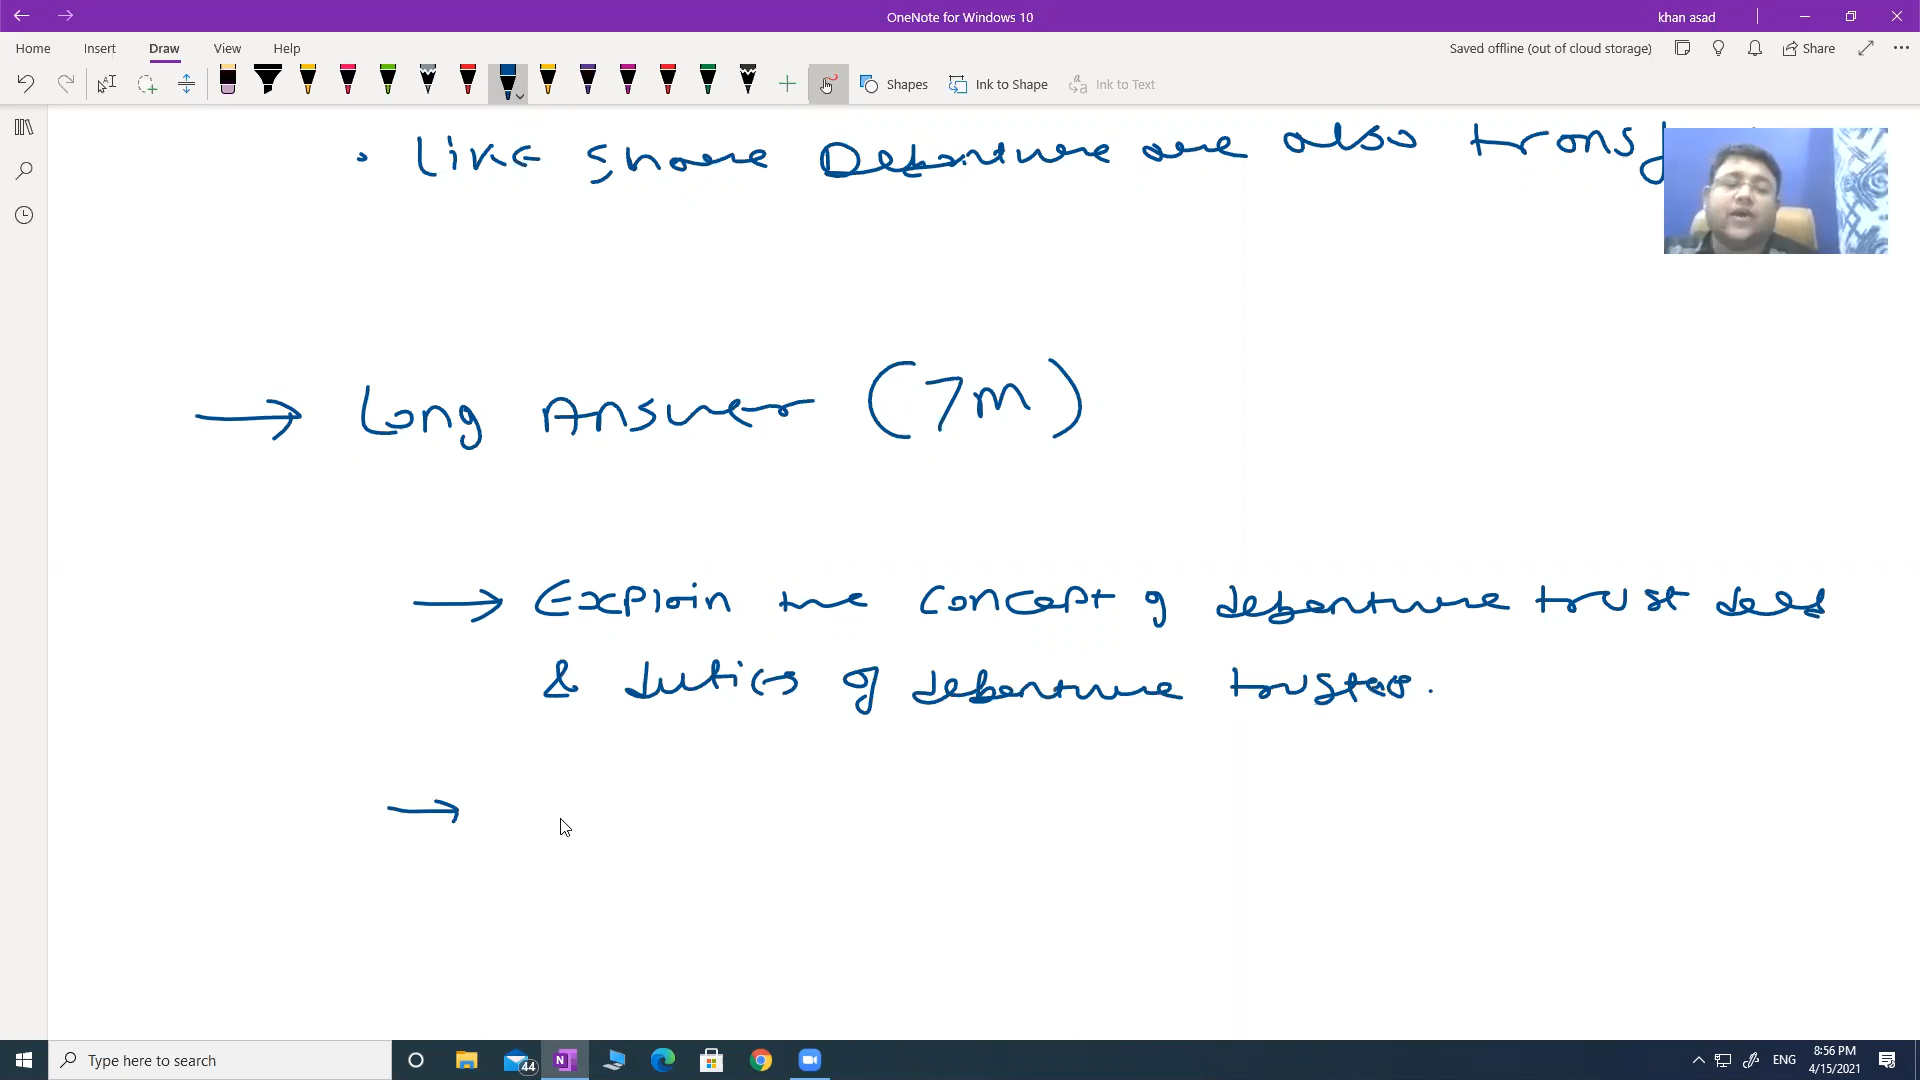 OneNote for Windows 10
khan asad
Home Insert Draw View Help
Saved offline (out of cloud storage)
Share
Shapes
Ink to Shape
Ink to Text
• Like share Debenture are also transf
→ Long Answer (7m)
→ Explain the concept of debenture trust deed
& duties of debenture trustees.
→
Type here to search
44
ENG
8:56 PM
4/15/2021